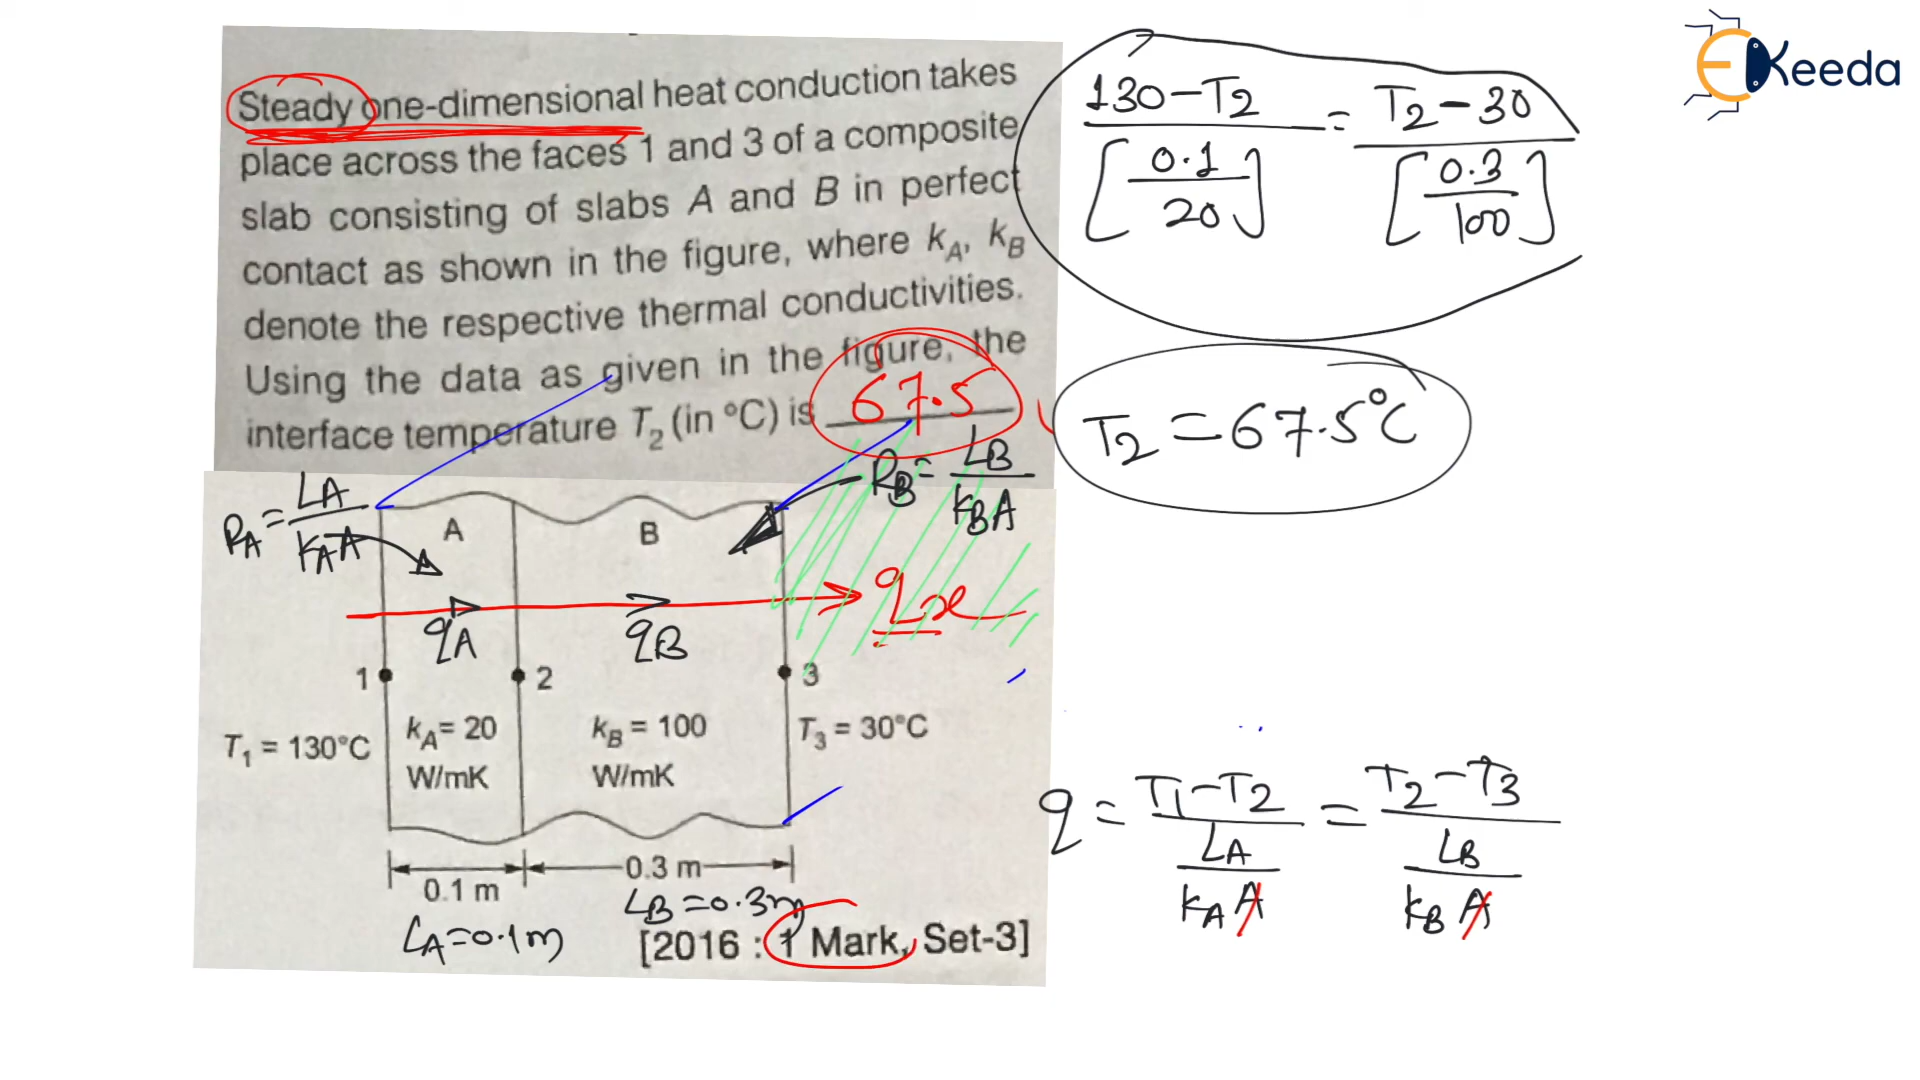 Steady one-dimensional heat conduction takes
place across the faces 1 and 3 of a composite
slab consisting of slabs A and B in perfect
contact as shown in the figure, where kA, kB
denote the respective thermal conductivities.
Using the data as given in the figure, the
interface temperature T2 (in °C) is 67.5
RA = LA / kA A
A
B
RB = LB / kB A
qA
qB
qx
1
2
3
T1 = 130°C
kA = 20
W/mK
kB = 100
W/mK
T3 = 30°C
0.1 m
0.3 m
LA = 0.1m
LB = 0.3m
[2016 : 1 Mark, Set-3]
Keeda
130 - T2 / [0.1 / 20] = T2 - 30 / [0.3 / 100]
T2 = 67.5°C
q = T1 - T2 / LA / kA A = T2 - T3 / LB / kB A